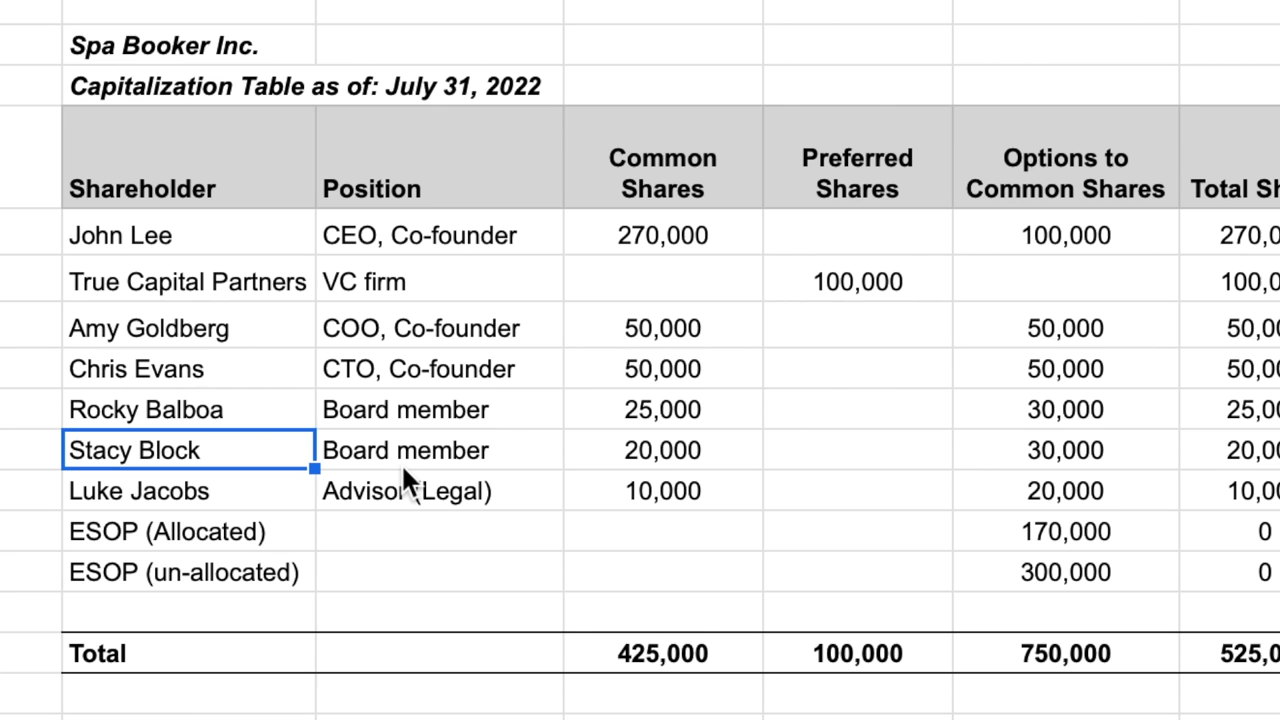 Spa Booker Inc.
Capitalization Table as of: July 31, 2022
Shareholder Position Common Shares Preferred Shares Options to Common Shares Total
John Lee CEO, Co-founder 270,000 100,000
True Capital Partners VC firm 100,000
Amy Goldberg COO, Co-founder 50,000 50,000
Chris Evans CTO, Co-founder 50,000 50,000
Rocky Balboa Board member 25,000 30,000
Stacy Block Board member 20,000 30,000
Luke Jacobs Advisor (Legal) 10,000 20,000
ESOP (Allocated) 170,000 0
ESOP (un-allocated) 300,000 0
Total 425,000 100,000 750,000